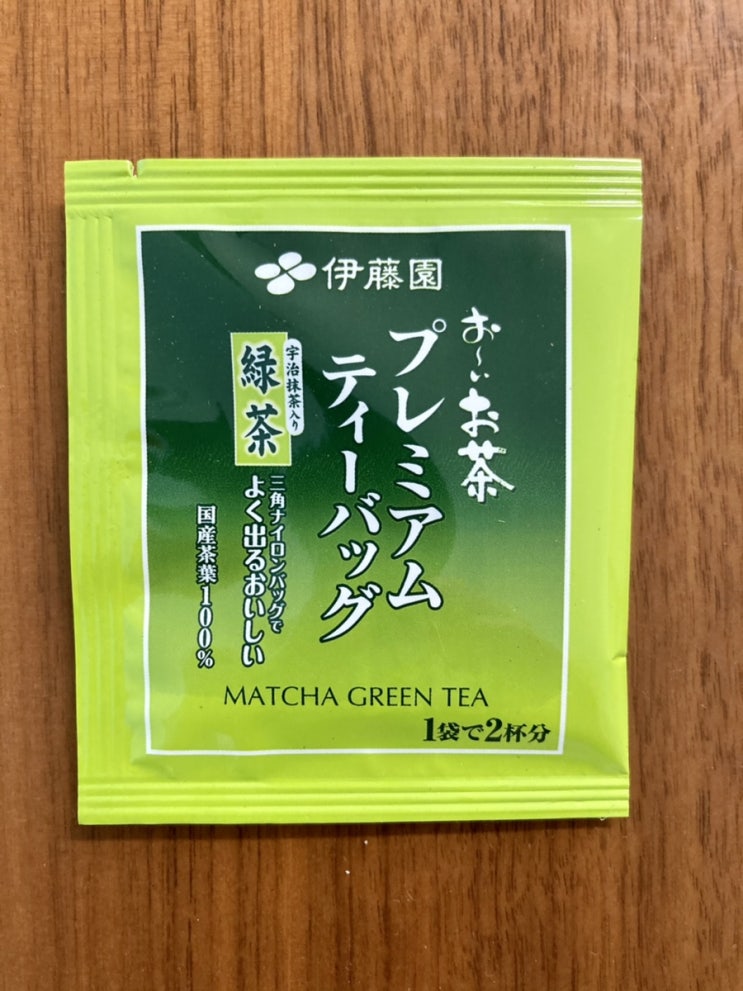 伊藤園
お～いお茶
プレミアム
ティーバッグ
宇治抹茶入り
緑茶
三角ナイロンバッグで
よく出るおいしい
国産茶葉100%
MATCHA GREEN TEA
1袋で2杯分